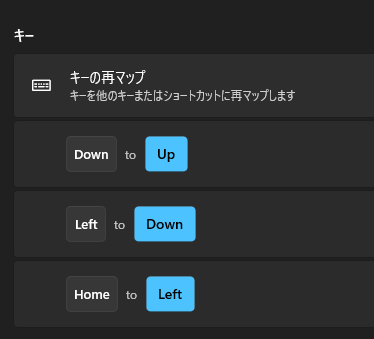 キー
キーの再マップ
キーを他のキーまたはショートカットに再マップします
Down to Up
Left to Down
Home to Left